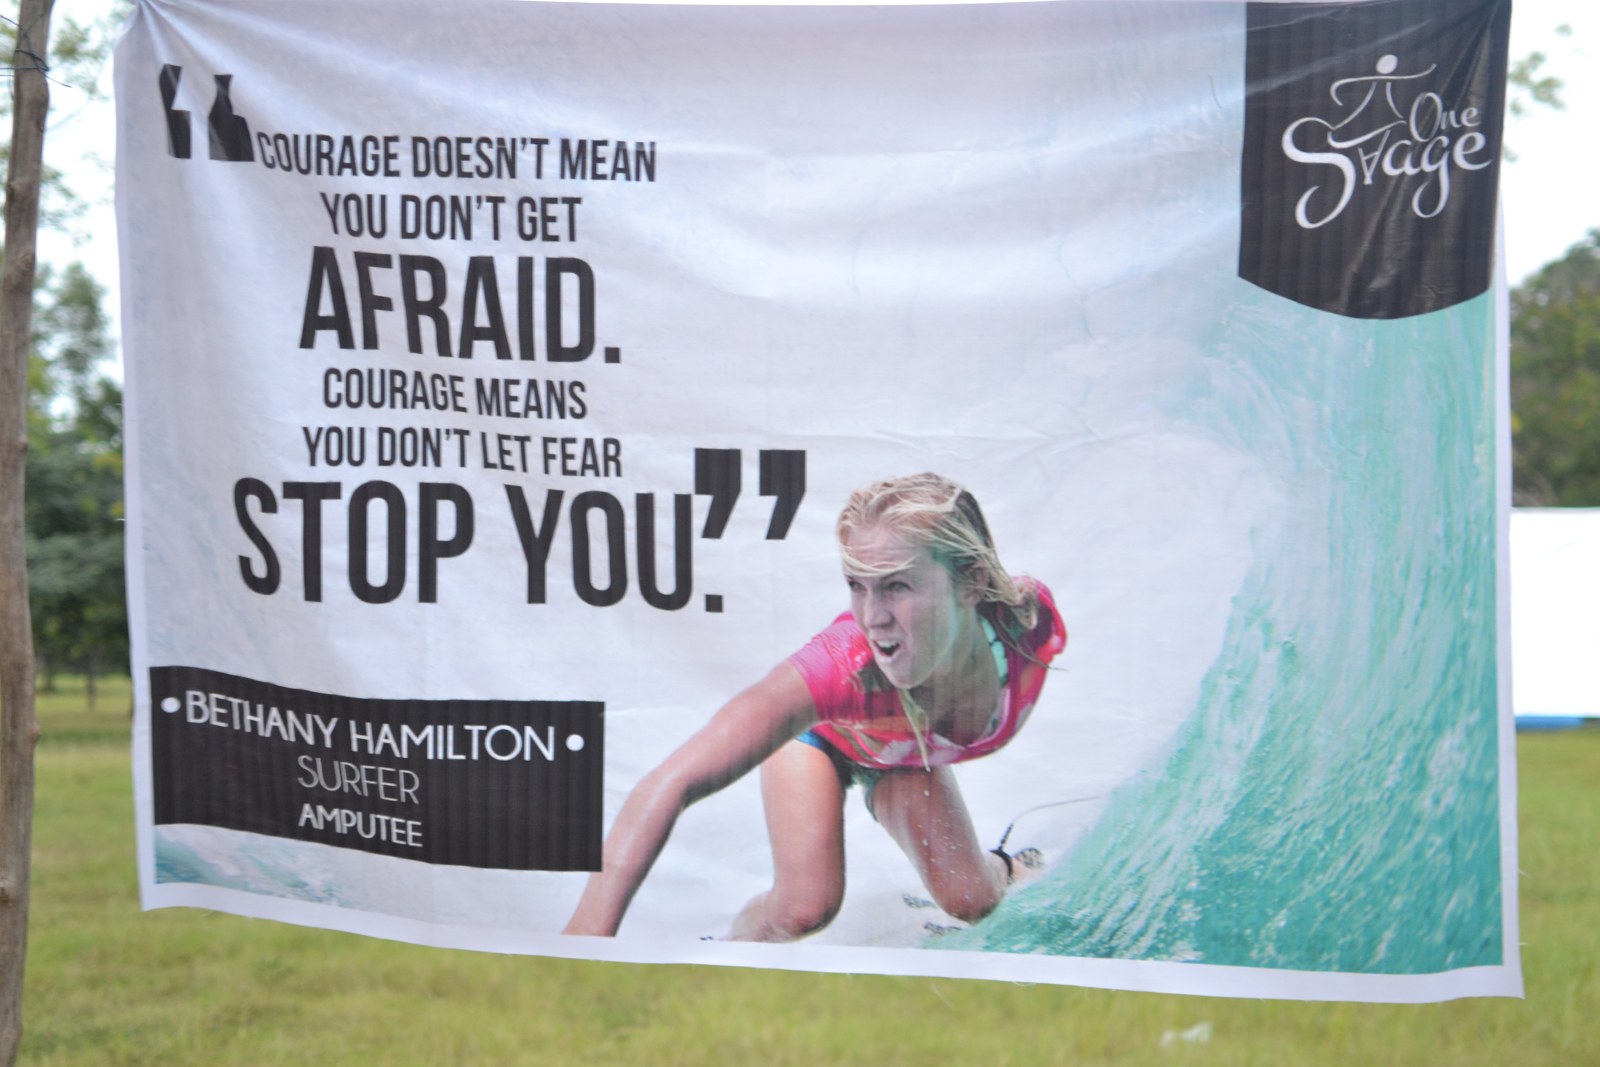 “COURAGE DOESN'T MEAN
YOU DON'T GET
AFRAID.
COURAGE MEANS
YOU DON'T LET FEAR
STOP YOU.”
•BETHANY HAMILTON•
SURFER
AMPUTEE
One
Stage